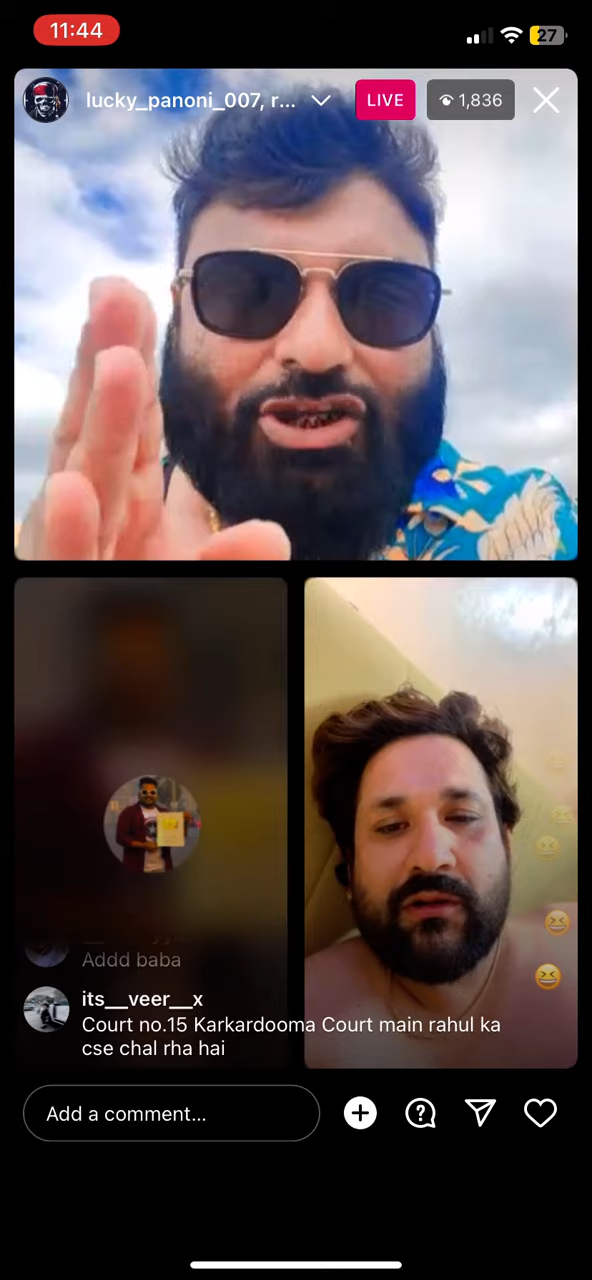 11:44
27
lucky_panoni_007, r...
LIVE
1,836
Addd baba
its__veer__x
Court no.15 Karkardooma Court main rahul ka
cse chal rha hai
Add a comment...